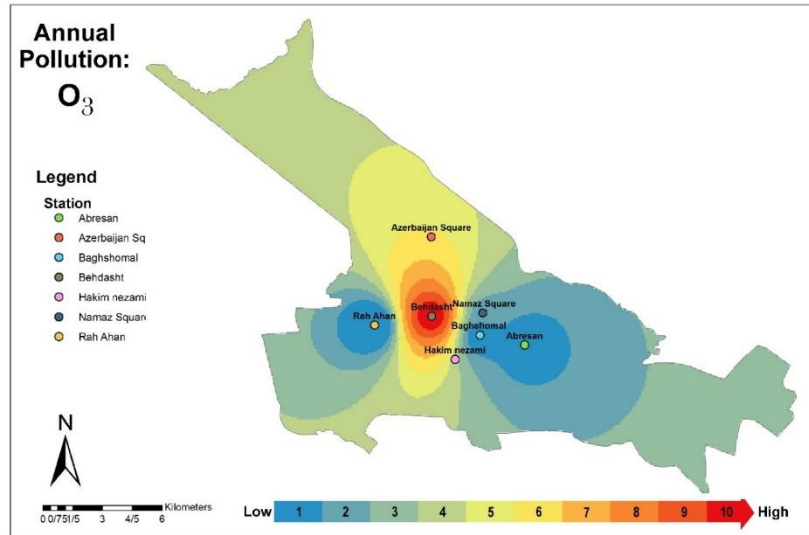 Annual
Pollution:
O3
Legend
Station
Abresan
Azerbaijan Sq
Baghshomal
Behdasht
Hakim nezami
Namaz Square
Rah Ahan
Azerbaijan Square
Behdasht
Namaz Square
Rah Ahan
Baghshomal
Abresan
Hakim nezami
N
Kilometers
0 0/75 1/5 3 4/5 6
Low 1 2 3 4 5 6 7 8 9 10 High